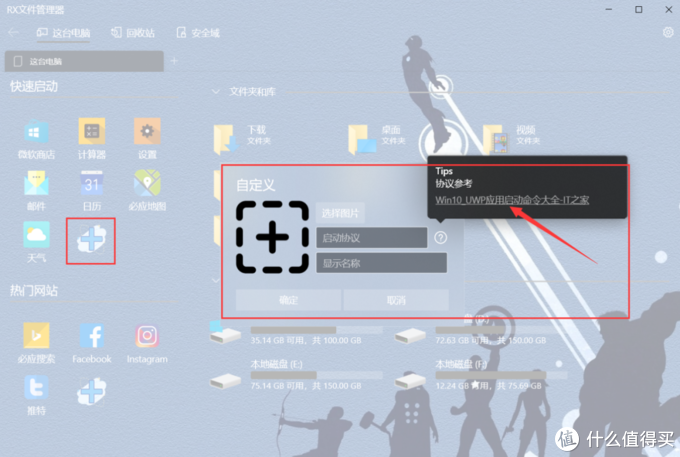 RX文件管理器
这台电脑
回收站
安全域
这台电脑
快速启动
文件夹和库
微软商店
计算器
设置
下载
文件夹
桌面
文件夹
视频
文件夹
邮件
日历
必应地图
天气
自定义
选择图片
启动协议
显示名称
确定
取消
Tips
协议参考
Win10_UWP应用启动命令大全-IT之家
热门网站
必应搜索
Facebook
Instagram
推特
35.14 GB 可用，共 100.00 GB
72.63 GB 可用，共 150.00 GB
本地磁盘 (E:)
75.14 GB 可用，共 150.00 GB
本地磁盘 (F:)
12.24 GB 可用，共 75.69 GB
值 什么值得买